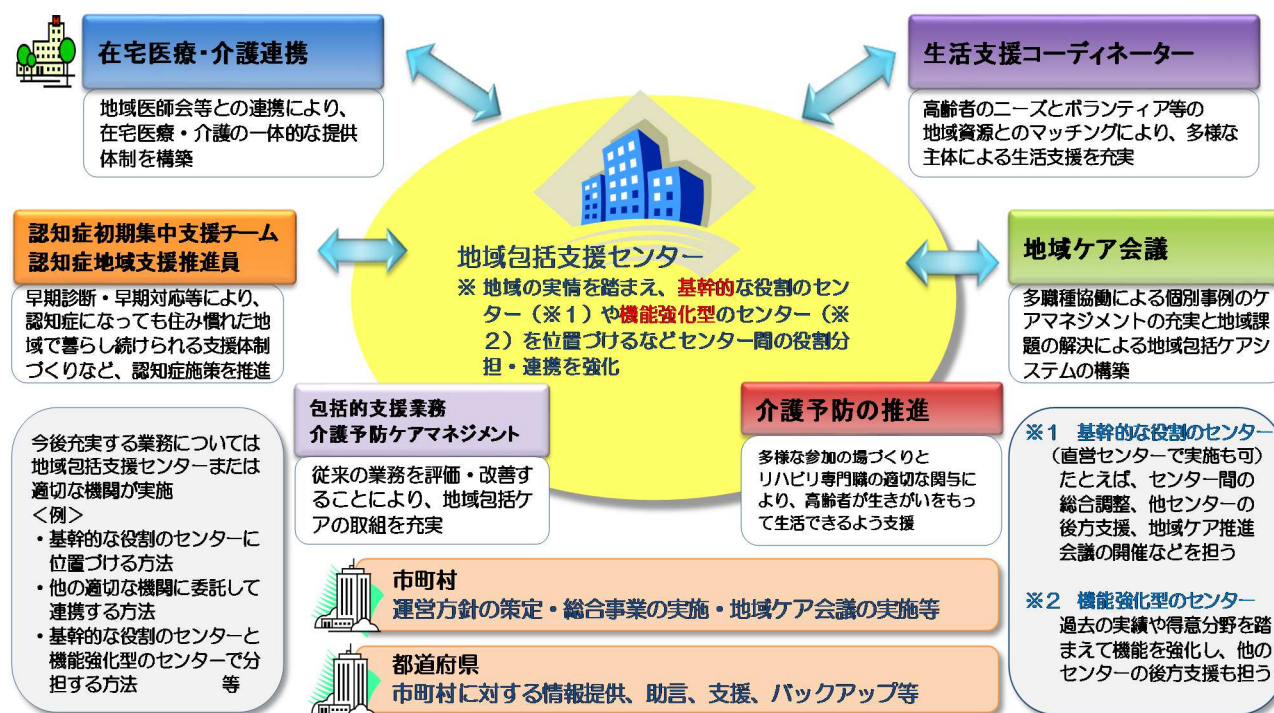 在宅医療・介護連携
地域医師会等との連携により、
在宅医療・介護の一体的な提供
体制を構築
生活支援コーディネーター
高齢者のニーズとボランティア等の
地域資源とのマッチングにより、多様な
主体による生活支援を充実
認知症初期集中支援チーム
認知症地域支援推進員
早期診断・早期対応等により、
認知症になっても住み慣れた地
域で暮らし続けられる支援体制
づくりなど、認知症施策を推進
地域包括支援センター
※ 地域の実情を踏まえ、基幹的な役割のセン
ター（※１）や機能強化型のセンター（※
２）を位置づけるなどセンター間の役割分
担・連携を強化
地域ケア会議
多職種協働による個別事例のケ
アマネジメントの充実と地域課
題の解決による地域包括ケアシ
ステムの構築
包括的支援業務
介護予防ケアマネジメント
従来の業務を評価・改善す
ることにより、地域包括ケ
アの取組を充実
介護予防の推進
多様な参加の場づくりと
リハビリ専門職の適切な関与に
より、高齢者が生きがいをもっ
て生活できるよう支援
今後充実する業務については
地域包括支援センターまたは
適切な機関が実施
＜例＞
・基幹的な役割のセンターに
位置づける方法
・他の適切な機関に委託して
連携する方法
・基幹的な役割のセンターと
機能強化型のセンターで分
担する方法　　　等
※１　基幹的な役割のセンター
（直営センターで実施も可）
たとえば、センター間の
総合調整、他センターの
後方支援、地域ケア推進
会議の開催などを担う
※２　機能強化型のセンター
過去の実績や得意分野を踏
まえて機能を強化し、他の
センターの後方支援も担う
市町村
運営方針の策定・総合事業の実施・地域ケア会議の実施等
都道府県
市町村に対する情報提供、助言、支援、バックアップ等